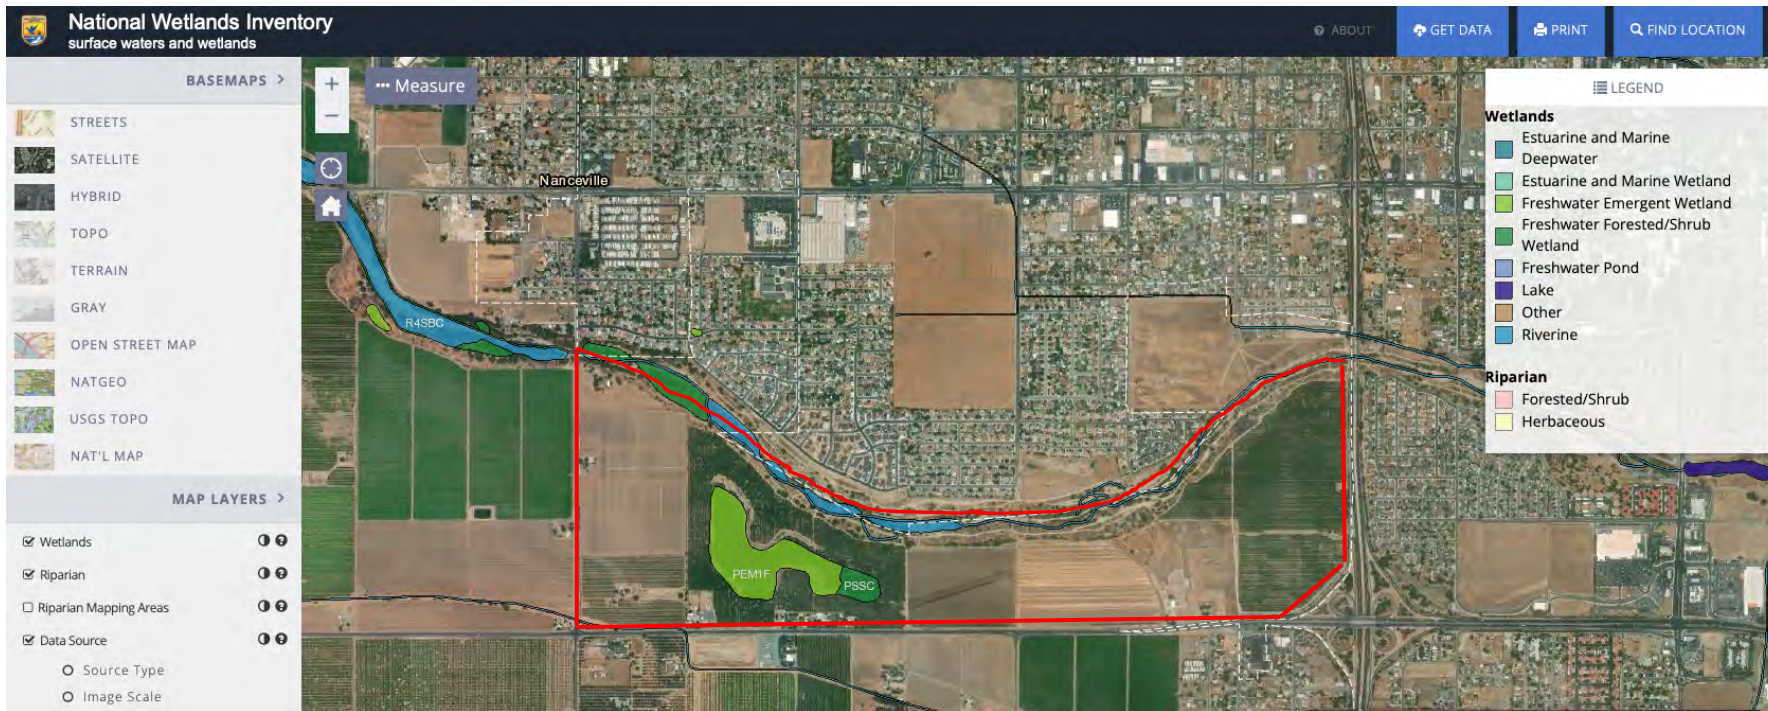 National Wetlands Inventory
surface waters and wetlands
ABOUT
GET DATA
PRINT
FIND LOCATION
BASEMAPS
STREETS
SATELLITE
HYBRID
TOPO
TERRAIN
GRAY
OPEN STREET MAP
NATGEO
USGS TOPO
NAT'L MAP
MAP LAYERS
Wetlands
Riparian
Riparian Mapping Areas
Data Source
Source Type
Image Scale
+
Measure
−
Nanceville
R4SBC
PEM1F
PSSC
LEGEND
Wetlands
Estuarine and Marine
Deepwater
Estuarine and Marine Wetland
Freshwater Emergent Wetland
Freshwater Forested/Shrub
Wetland
Freshwater Pond
Lake
Other
Riverine
Riparian
Forested/Shrub
Herbaceous